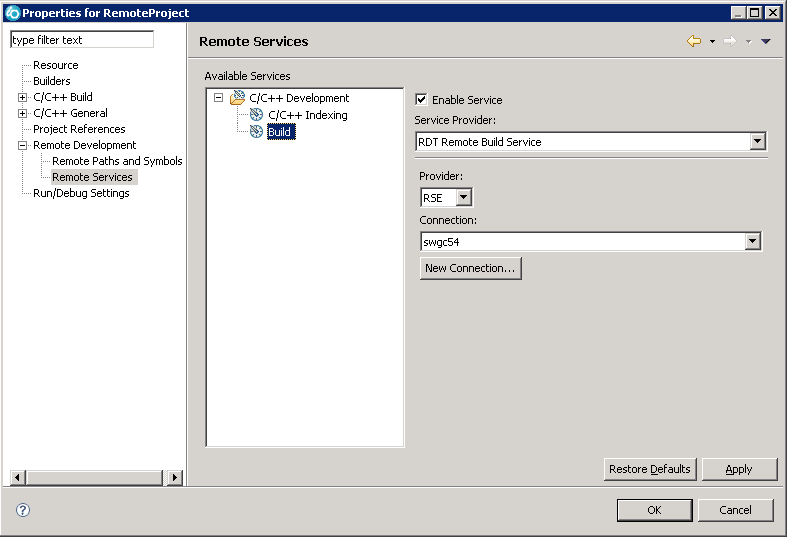 Properties for RemoteProject
type filter text
Resource
Builders
C/C++ Build
C/C++ General
Project References
Remote Development
Remote Paths and Symbols
Remote Services
Run/Debug Settings
Remote Services
Available Services
C/C++ Development
C/C++ Indexing
Build
Enable Service
Service Provider:
RDT Remote Build Service
Provider:
RSE
Connection:
swgc54
New Connection...
Restore Defaults
Apply
OK
Cancel